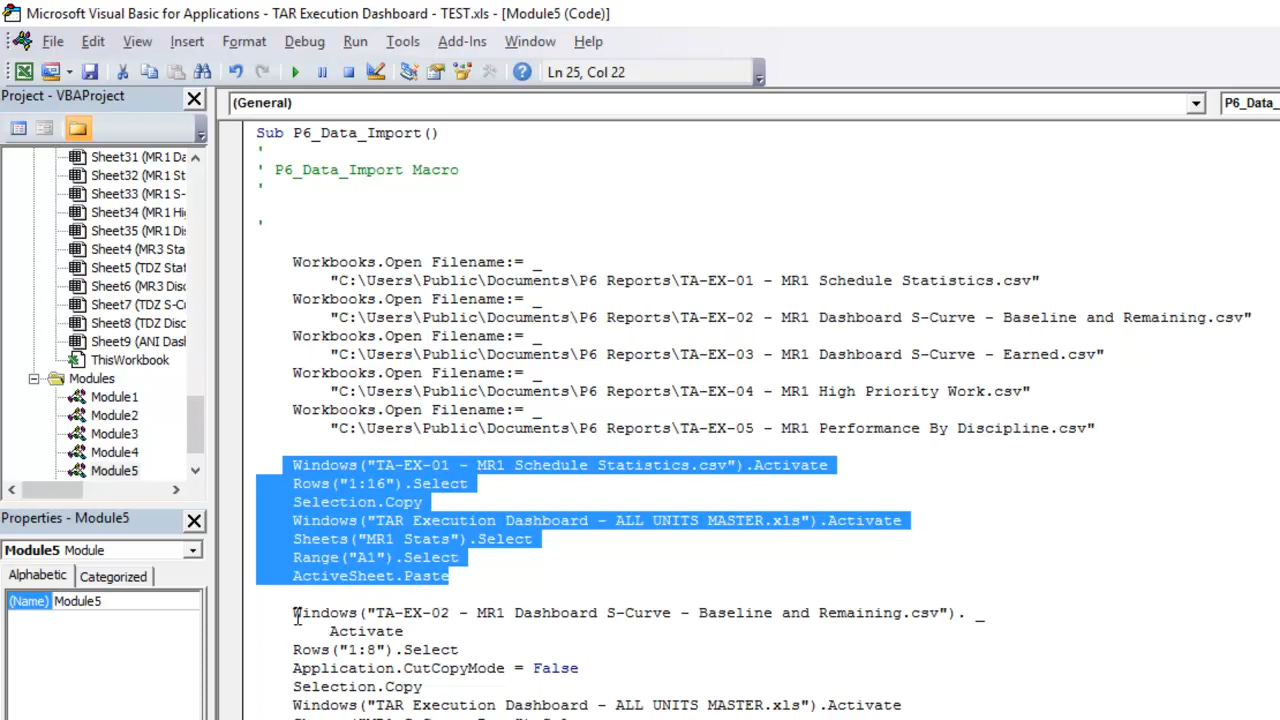 Microsoft Visual Basic for Applications - TAR Execution Dashboard - TEST.xls - [Module5 (Code)]
File Edit View Insert Format Debug Run Tools Add-Ins Window Help
Ln 25, Col 22
Project - VBAProject
(General)
P6_Data_
Sheet31 (MR1 Da
Sheet32 (MR1 St
Sheet33 (MR1 S-
Sheet34 (MR1 Hi
Sheet35 (MR1 Di
Sheet4 (MR3 Sta
Sheet5 (TDZ Stat
Sheet6 (MR3 Disc
Sheet7 (TDZ S-C
Sheet8 (TDZ Disc
Sheet9 (ANI Dash
ThisWorkbook
Modules
Module1
Module2
Module3
Module4
Module5
Properties - Module5
Module5 Module
Alphabetic Categorized
(Name) Module5
Sub P6_Data_Import()
'
' P6_Data_Import Macro
'
'
Workbooks.Open Filename:= _
"C:\Users\Public\Documents\P6 Reports\TA-EX-01 - MR1 Schedule Statistics.csv"
Workbooks.Open Filename:= _
"C:\Users\Public\Documents\P6 Reports\TA-EX-02 - MR1 Dashboard S-Curve - Baseline and Remaining.csv"
Workbooks.Open Filename:= _
"C:\Users\Public\Documents\P6 Reports\TA-EX-03 - MR1 Dashboard S-Curve - Earned.csv"
Workbooks.Open Filename:= _
"C:\Users\Public\Documents\P6 Reports\TA-EX-04 - MR1 High Priority Work.csv"
Workbooks.Open Filename:= _
"C:\Users\Public\Documents\P6 Reports\TA-EX-05 - MR1 Performance By Discipline.csv"
Windows("TA-EX-01 - MR1 Schedule Statistics.csv").Activate
Rows("1:16").Select
Selection.Copy
Windows("TAR Execution Dashboard - ALL UNITS MASTER.xls").Activate
Sheets("MR1 Stats").Select
Range("A1").Select
ActiveSheet.Paste
Windows("TA-EX-02 - MR1 Dashboard S-Curve - Baseline and Remaining.csv"). _
Activate
Rows("1:8").Select
Application.CutCopyMode = False
Selection.Copy
Windows("TAR Execution Dashboard - ALL UNITS MASTER.xls").Activate